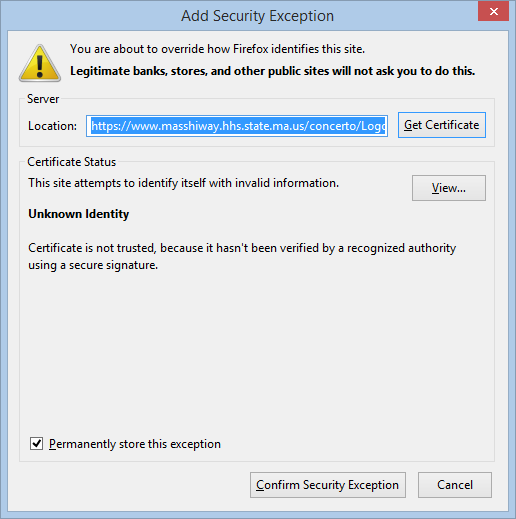 Add Security Exception
You are about to override how Firefox identifies this site.
Legitimate banks, stores, and other public sites will not ask you to do this.
Server
Location: https://www.masshiway.hhs.state.ma.us/concerto/Logo Get Certificate
Certificate Status
This site attempts to identify itself with invalid information. View...
Unknown Identity
Certificate is not trusted, because it hasn't been verified by a recognized authority
using a secure signature.
Permanently store this exception
Confirm Security Exception Cancel